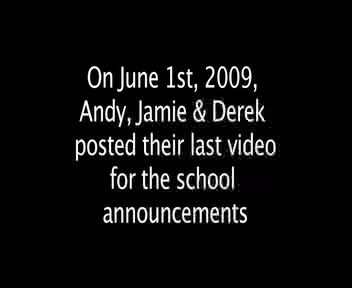 On June 1st, 2009,
Andy, Jamie & Derek
posted their last video
for the school
announcements